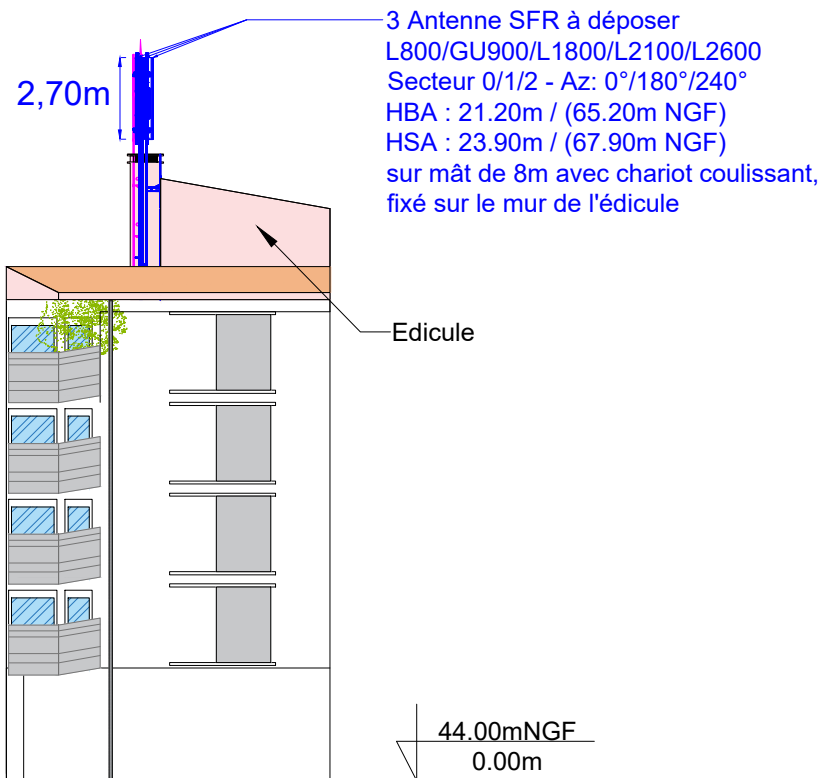 3 Antenne SFR à déposer
L800/GU900/L1800/L2100/L2600
Secteur 0/1/2 - Az: 0°/180°/240°
HBA : 21.20m / (65.20m NGF)
HSA : 23.90m / (67.90m NGF)
sur mât de 8m avec chariot coulissant,
fixé sur le mur de l'édicule
2,70m
Edicule
44.00mNGF
0.00m